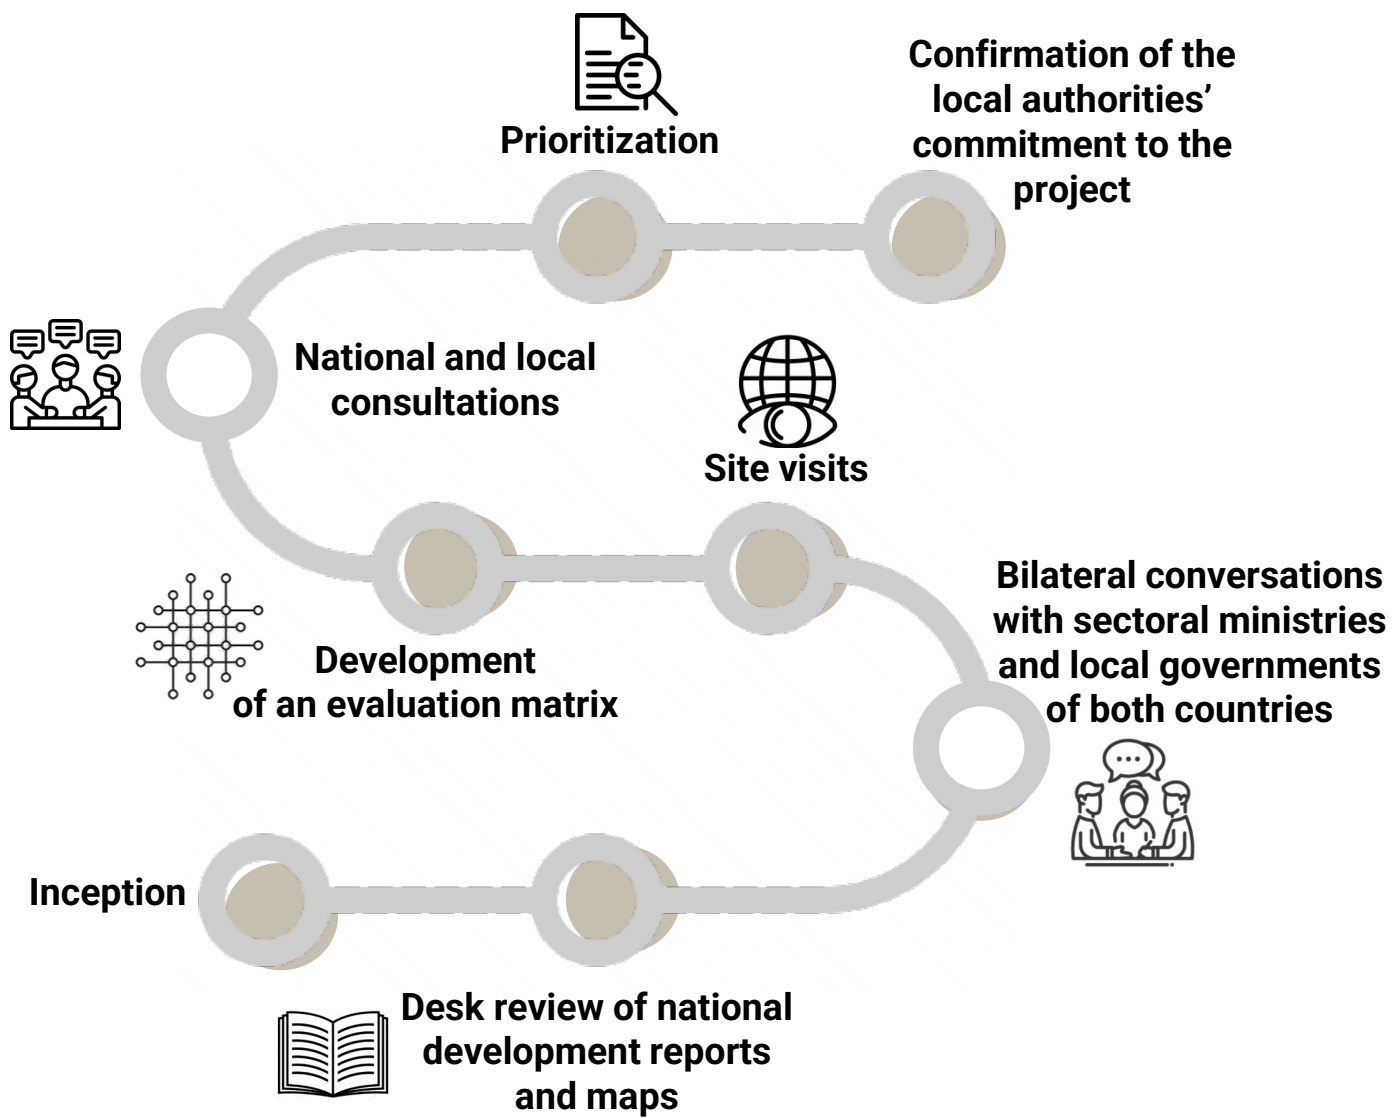 Prioritization
Confirmation of the
local authorities’
commitment to the
project
National and local
consultations
Site visits
Development
of an evaluation matrix
Bilateral conversations
with sectoral ministries
and local governments
of both countries
Inception
Desk review of national
development reports
and maps